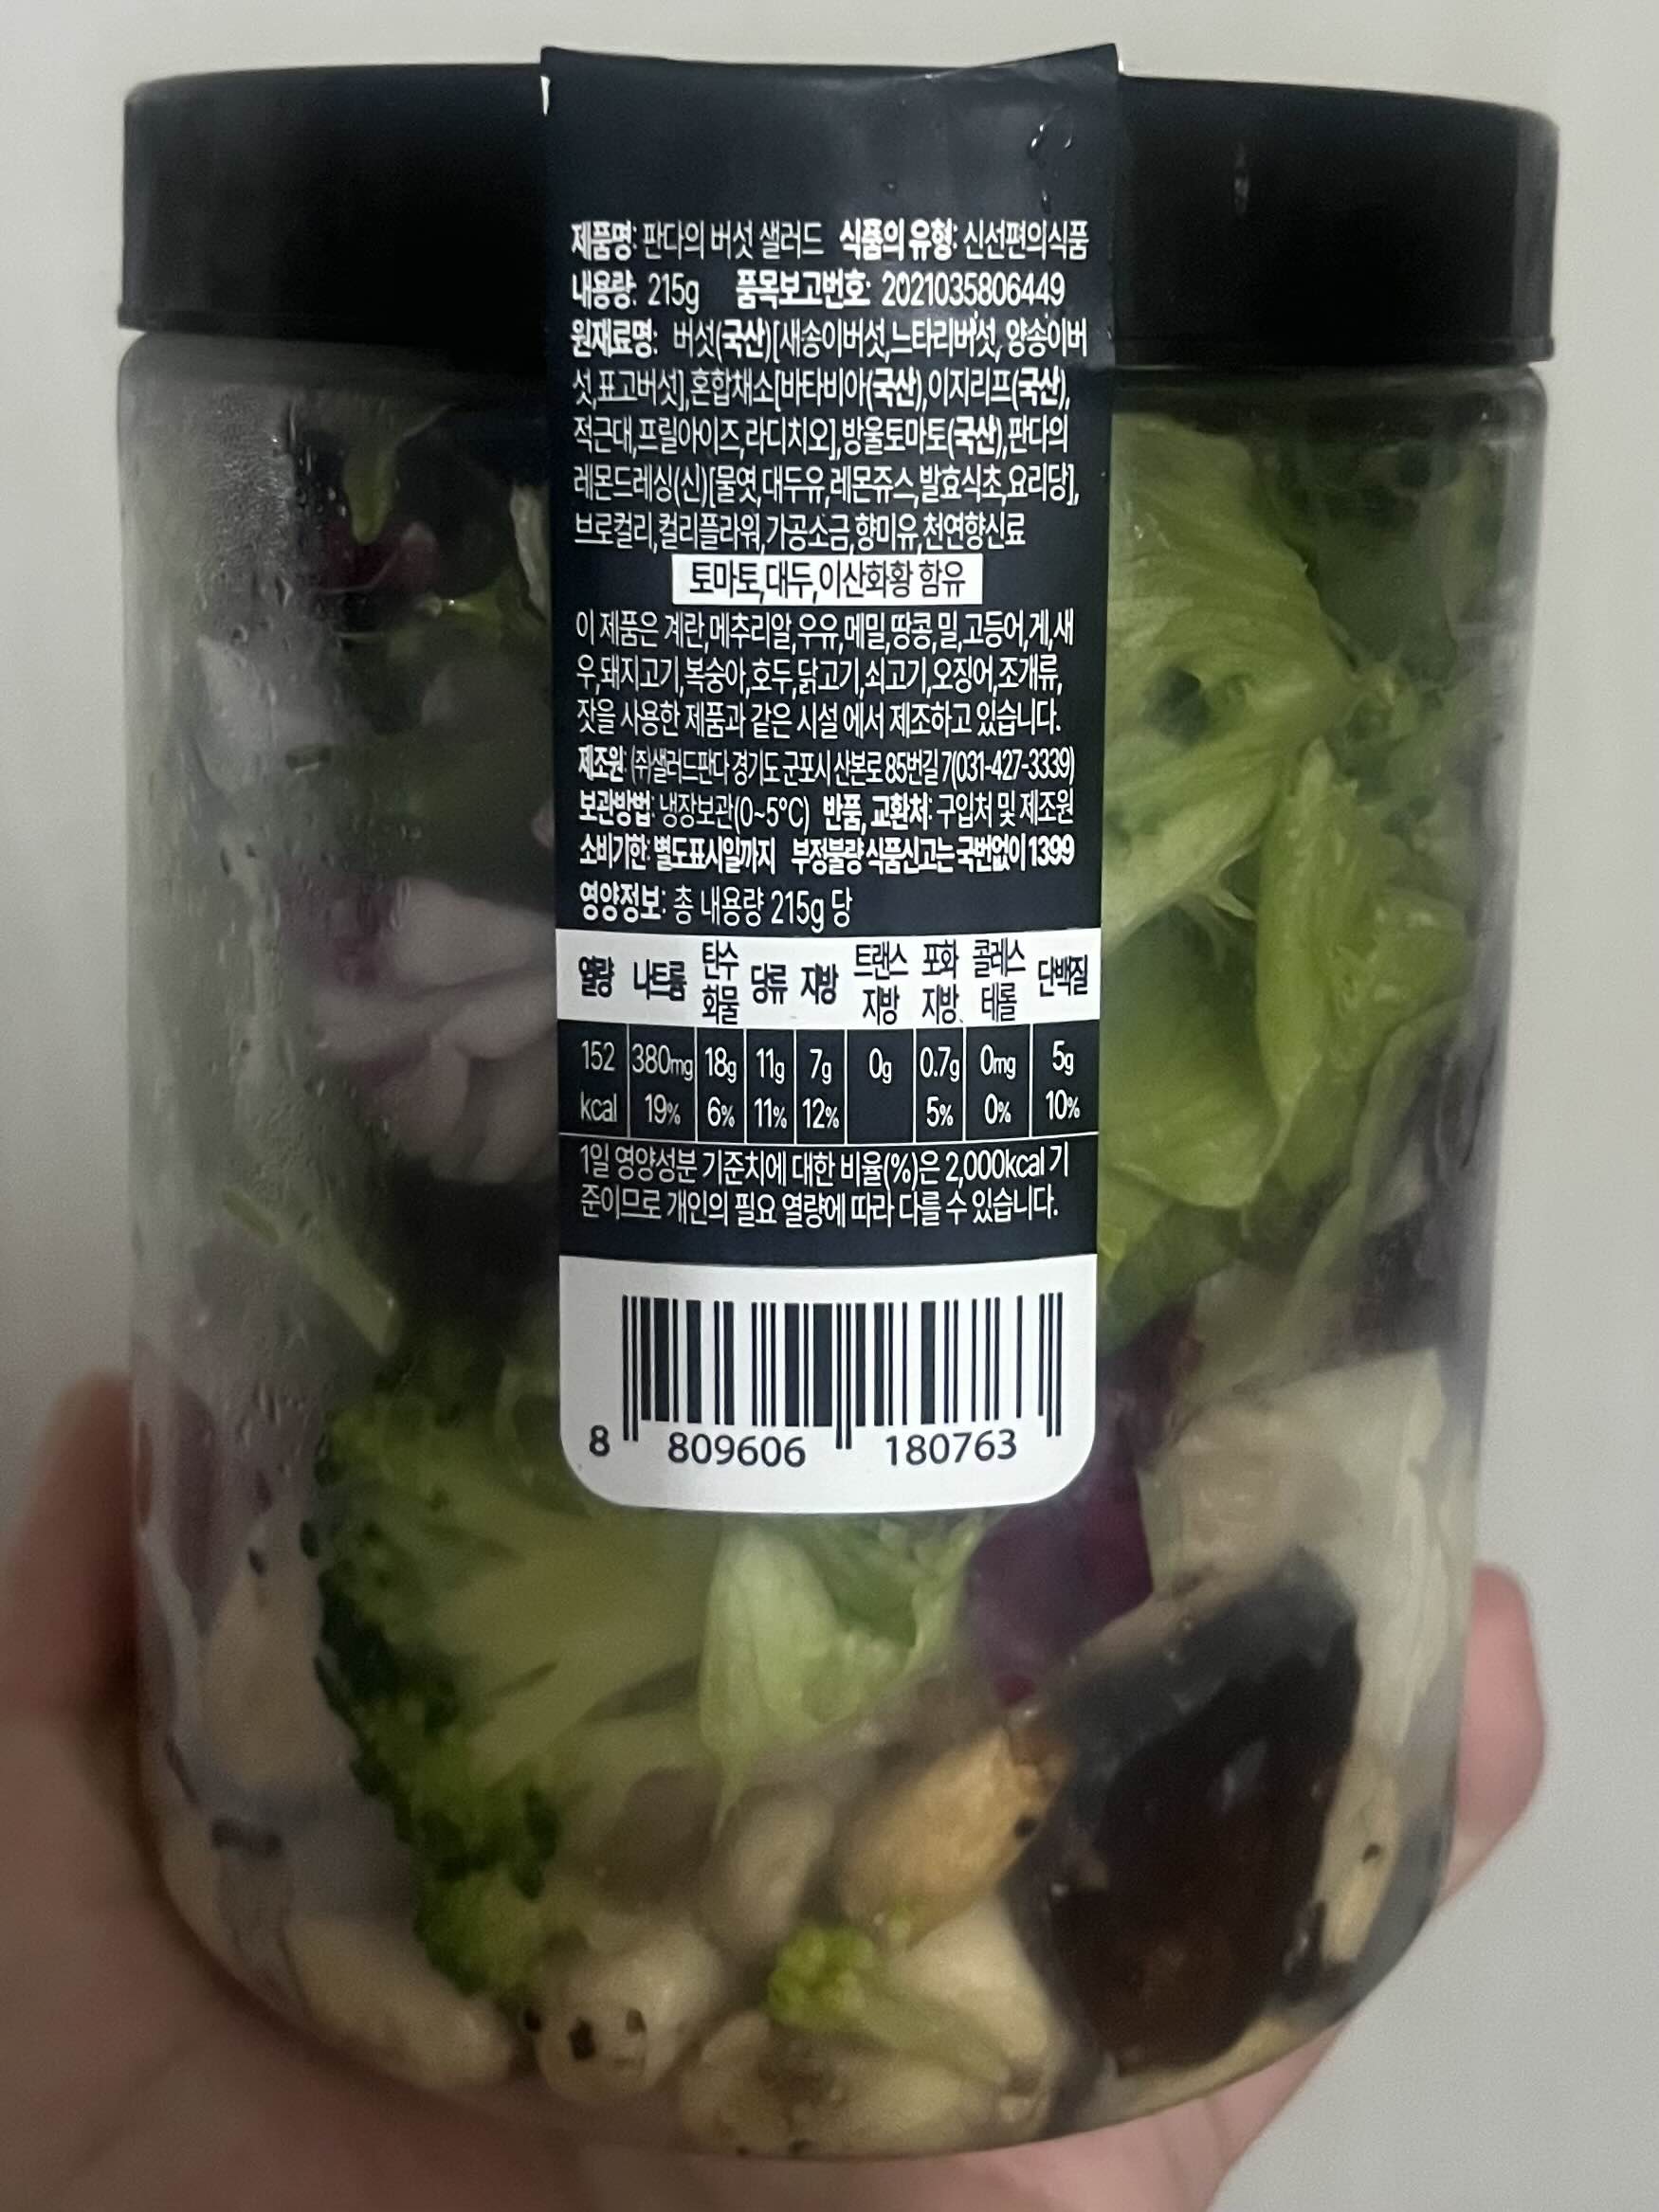 제품명: 판다의 버섯 샐러드 식품의 유형: 신선편의식품
내용량: 215g 품목보고번호: 2021035806449
원재료명: 버섯(국산)[새송이버섯,느타리버섯, 양송이버
섯,표고버섯],혼합채소[바타비아(국산),이지리프(국산),
적근대,프릴아이즈,라디치오],방울토마토(국산),판다의
레몬드레싱(신)[물엿,대두유,레몬쥬스,발효식초,요리당],
브로컬리,컬리플라워,가공소금,향미유,천연향신료
토마토,대두,이산화황 함유
이 제품은 계란,메추리알,우유,메밀,땅콩,밀,고등어,게,새
우,돼지고기,복숭아,호두,닭고기,쇠고기,오징어,조개류,
잣을 사용한 제품과 같은 시설 에서 제조하고 있습니다.
제조원: (주)샐러드판다 경기도 군포시 산본로 85번길 7(031-427-3339)
보관방법: 냉장보관(0~5℃) 반품, 교환처: 구입처 및 제조원
소비기한: 별도표시일까지 부정불량식품신고는 국번없이 1399
영양정보: 총 내용량 215g 당
열량 나트륨 탄수화물 당류 지방 트랜스지방 포화지방 콜레스테롤 단백질
152 380mg 18g 11g 7g 0g 0.7g 0mg 5g
kcal 19% 6% 11% 12% 5% 0% 10%
1일 영양성분 기준치에 대한 비율(%)은 2,000kcal 기
준이므로 개인의 필요 열량에 따라 다를 수 있습니다.
8 809606 180763